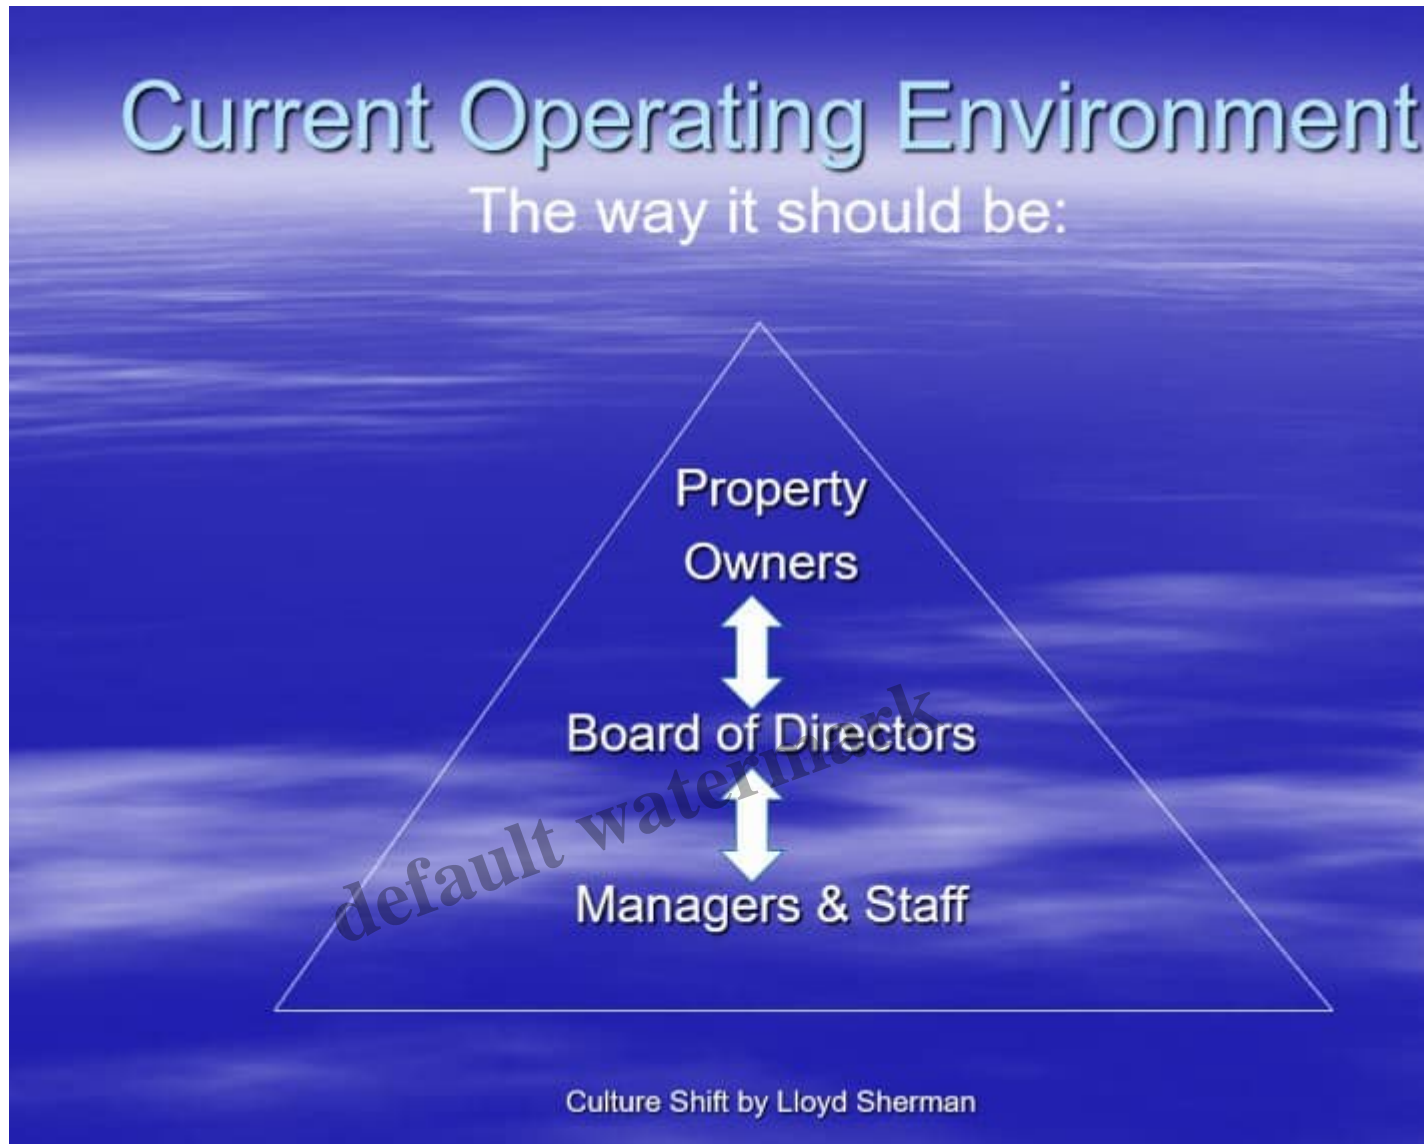 Current Operating Environment
The way it should be:
Property
Owners
Board of Directors
default watermark
Managers & Staff
Culture Shift by Lloyd Sherman